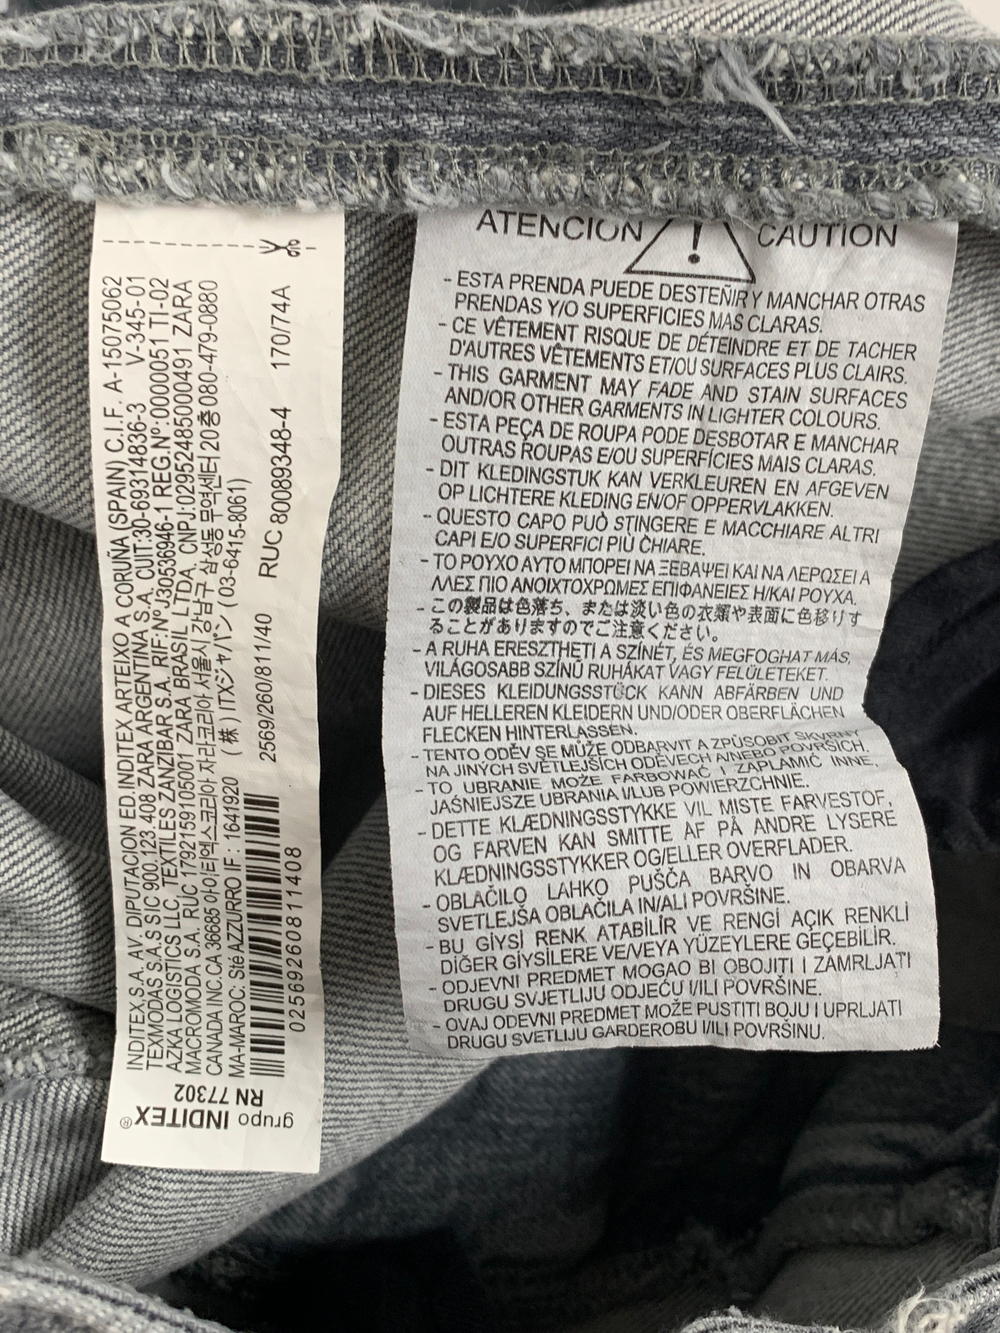 INDITEX,S.A. AV. DIPUTACION ED.INDITEX ARTEIXO A CORUÑA (SPAIN) C.I.F. A-15075062
TEXMODAS S.A.S SIC 900.123.408 ZARA ARGENTINA S.A. CUIT:30-69314836-3 V-345-01
AZKA LOGISTICS LLC, TEXTILES ZANZIBAR S.A. RIF:Nº J30536946-1 REG.Nº:0000051 TI-02
MACROMODA S.A. RUC 1792159105001 ZARA BRASIL LTDA. CNPJ:02952485000491 ZARA
CANADA INC.CA 36685 아이티엑스코리아 자라코리아 서울시 강남구 삼성동 무역센터 20층 080-479-0880
MA-MAROC: Sté AZZURRO IF : 1641920 (株) ITXジャパン (03-6415-8061)
2569/260/811/40 RUC 80089348-4 170/74A
02569260811408
RN 77302
grupo INDITEX®
ATENCIÓN ! CAUTION
- ESTA PRENDA PUEDE DESTEÑIR Y MANCHAR OTRAS
PRENDAS Y/O SUPERFICIES MAS CLARAS.
- CE VÊTEMENT RISQUE DE DÉTEINDRE ET DE TACHER
D'AUTRES VÊTEMENTS ET/OU SURFACES PLUS CLAIRS.
- THIS GARMENT MAY FADE AND STAIN SURFACES
AND/OR OTHER GARMENTS IN LIGHTER COLOURS.
- ESTA PEÇA DE ROUPA PODE DESBOTAR E MANCHAR
OUTRAS ROUPAS E/OU SUPERFÍCIES MAIS CLARAS.
- DIT KLEDINGSTUK KAN VERKLEUREN EN AFGEVEN
OP LICHTERE KLEDING EN/OF OPPERVLAKKEN.
- QUESTO CAPO PUÒ STINGERE E MACCHIARE ALTRI
CAPI E/O SUPERFICI PIÙ CHIARE.
- ΤΟ ΡΟΥΧΟ ΑΥΤΟ ΜΠΟΡΕΙ ΝΑ ΞΕΒΑΨΕΙ ΚΑΙ ΝΑ ΛΕΡΩΣΕΙ Α
ΛΛΕΣ ΠΙΟ ΑΝΟΙΧΤΟΧΡΩΜΕΣ ΕΠΙΦΑΝΕΙΕΣ Η/ΚΑΙ ΡΟΥΧΑ.
- この製品は色落ち、または淡い色の衣類や表面に色移りす
ることがありますのでご注意ください。
- A RUHA ERESZTHETI A SZÍNÉT, ÉS MEGFOGHAT MÁS,
VILÁGOSABB SZÍNŰ RUHÁKAT VAGY FELÜLETEKET.
- DIESES KLEIDUNGSSTÜCK KANN ABFÄRBEN UND
AUF HELLEREN KLEIDERN UND/ODER OBERFLÄCHEN
FLECKEN HINTERLASSEN.
- TENTO ODĚV SE MŮŽE ODBARVIT A ZPŮSOBIT SKVRNY
NA JINÝCH SVĚTLEJŠÍCH ODĚVECH A/NEBO POVRŠÍCH.
- TO UBRANIE MOŻE FARBOWAĆ I ZAPLAMIĆ INNE,
JAŚNIEJSZE UBRANIA I/LUB POWIERZCHNIE.
- DETTE KLÆDNINGSSTYKKE VIL MISTE FARVESTOF,
OG FARVEN KAN SMITTE AF PÅ ANDRE LYSERE
KLÆDNINGSSTYKKER OG/ELLER OVERFLADER.
- OBLAČILO LAHKO PUŠČA BARVO IN OBARVA
SVETLEJŠA OBLAČILA IN/ALI POVRŠINE.
- BU GİYSİ RENK ATABİLİR VE RENGİ AÇIK RENKLİ
DİĞER GİYSİLERE VE/VEYA YÜZEYLERE GEÇEBİLİR.
- ODJEVNI PREDMET MOGAO BI OBOJITI I ZAMRLJATI
DRUGU SVJETLIJU ODJEĆU I/ILI POVRŠINE.
- OVAJ ODEVNI PREDMET MOŽE PUSTITI BOJU I UPRLJATI
DRUGU SVETLIJU GARDEROBU I/ILI POVRŠINU.